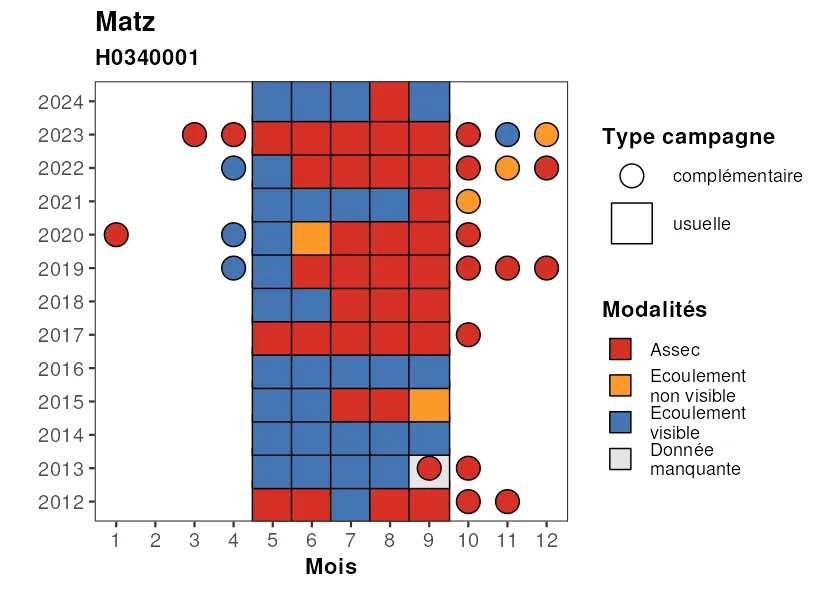 Matz
H0340001
2024
2023
2022
2021
2020
2019
2018
2017
2016
2015
2014
2013
2012
1 2 3 4 5 6 7 8 9 10 11 12
Mois
Type campagne
complémentaire
usuelle
Modalités
Assec
Ecoulement
non visible
Ecoulement
visible
Donnée
manquante